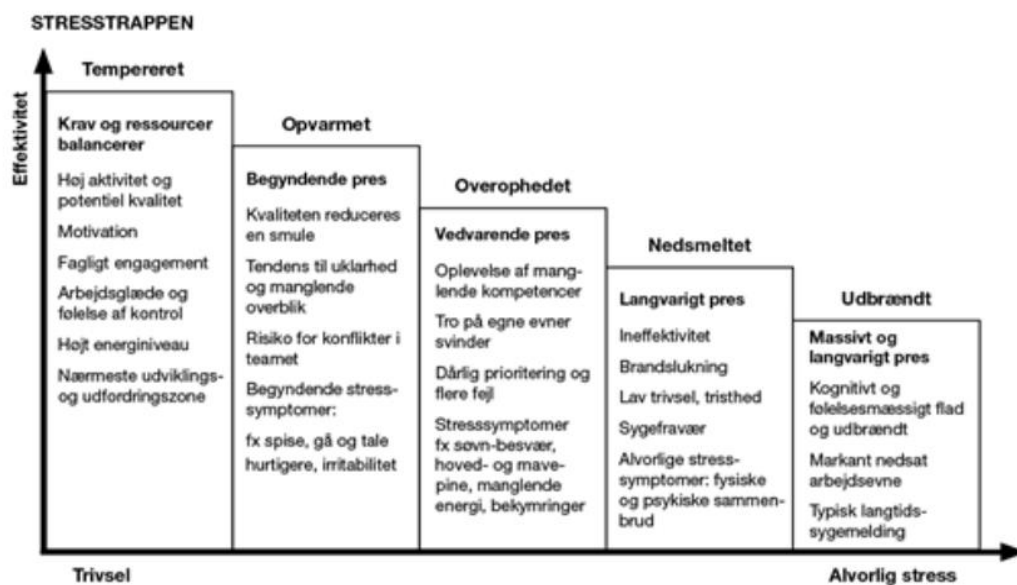 STRESSTRAPPEN
Effektivitet
Tempereret
Krav og ressourcer
balancerer
Høj aktivitet og
potentiel kvalitet
Motivation
Fagligt engagement
Arbejdsglæde og
følelse af kontrol
Højt energiniveau
Nærmeste udviklings-
og udfordringszone
Opvarmet
Begyndende pres
Kvaliteten reduceres
en smule
Tendens til uklarhed
og manglende
overblik
Risiko for konflikter i
teamet
Begyndende stress-
symptomer:
fx spise, gå og tale
hurtigere, irritabilitet
Overophedet
Vedvarende pres
Oplevelse af mang-
lende kompetencer
Tro på egne evner
svinder
Dårlig prioritering og
flere fejl
Stresssymptomer
fx søvn-besvær,
hoved- og mave-
pine, manglende
energi, bekymringer
Nedsmeltet
Langvarigt pres
Ineffektivitet
Brandslukning
Lav trivsel, tristhed
Sygefravær
Alvorlige stress-
symptomer: fysiske
og psykiske sammen-
brud
Udbrændt
Massivt og
langvarigt pres
Kognitivt og
følelsesmæssigt flad
og udbrændt
Markant nedsat
arbejdsevne
Typisk langtids-
sygemelding
Trivsel
Alvorlig stress